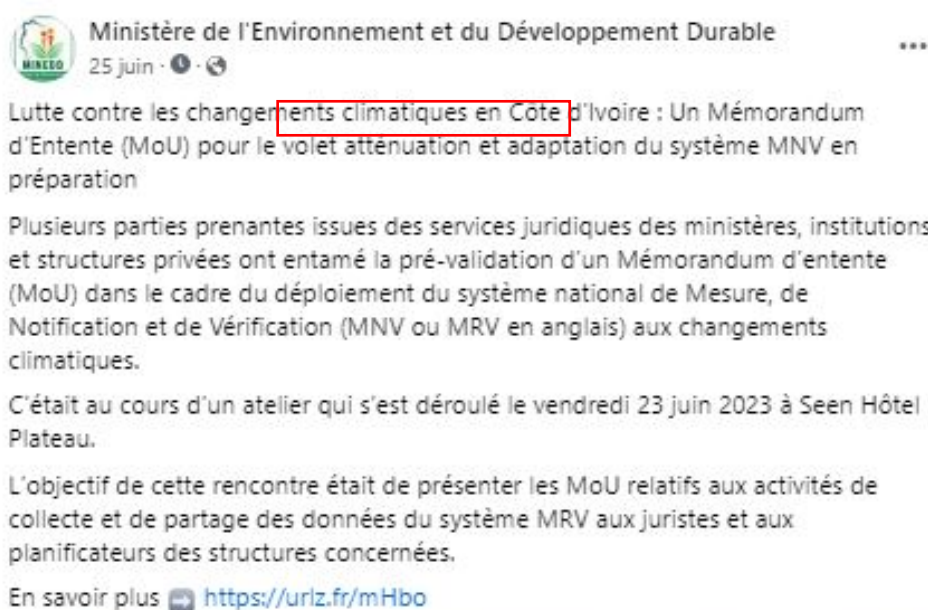 Ministère de l'Environnement et du Développement Durable
25 juin ·
MINEDD
Lutte contre les changements climatiques en Côte d'Ivoire : Un Mémorandum
d'Entente (MoU) pour le volet atténuation et adaptation du système MNV en
préparation
Plusieurs parties prenantes issues des services juridiques des ministères, institutions
et structures privées ont entamé la pré-validation d'un Mémorandum d'entente
(MoU) dans le cadre du déploiement du système national de Mesure, de
Notification et de Vérification (MNV ou MRV en anglais) aux changements
climatiques.
C'était au cours d'un atelier qui s'est déroulé le vendredi 23 juin 2023 à Seen Hôtel
Plateau.
L'objectif de cette rencontre était de présenter les MoU relatifs aux activités de
collecte et de partage des données du système MRV aux juristes et aux
planificateurs des structures concernées.
En savoir plus ➡ https://urlz.fr/mHbo